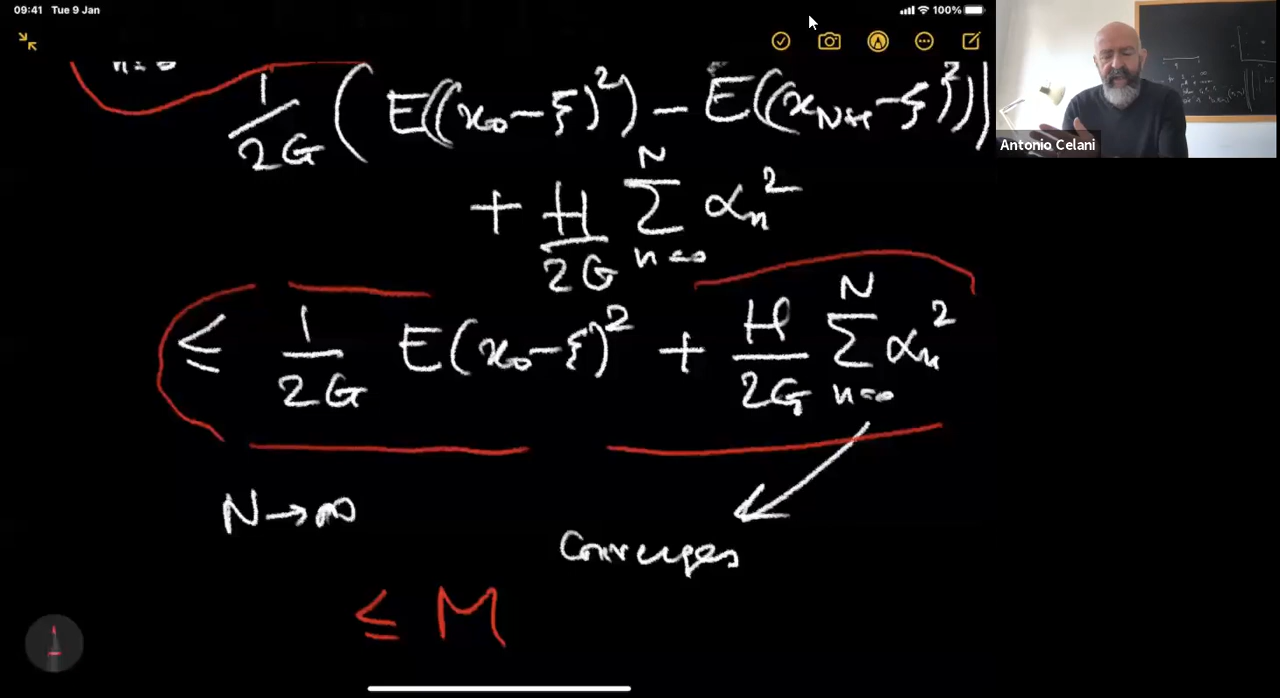 09:41 Tue 9 Jan
100%
n=0
1/2G ( E((x₀-ξ)²) - E((x_{N+1}-ξ)²))
+ H/2G Σ_{n=0}^{N} αₙ²
≤ 1/2G E(x₀-ξ)² + H/2G Σ_{n=0}^{N} αₙ²
N→∞
Converges
≤ M
Antonio Celani